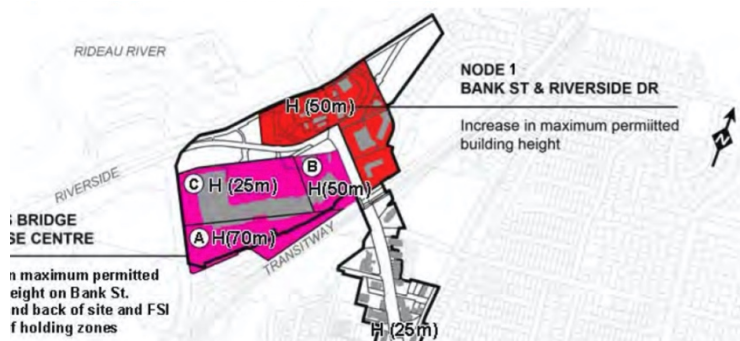 RIDEAU RIVER
NODE 1
BANK ST & RIVERSIDE DR
Increase in maximum permiitted
building height
H (50m)
N
B
C H (25m)
H(50m)
RIVERSIDE
A H(70m)
TRANSITWAY
S BRIDGE
SE CENTRE
n maximum permitted
eight on Bank St.
nd back of site and FSI
f holding zones
H (25m)